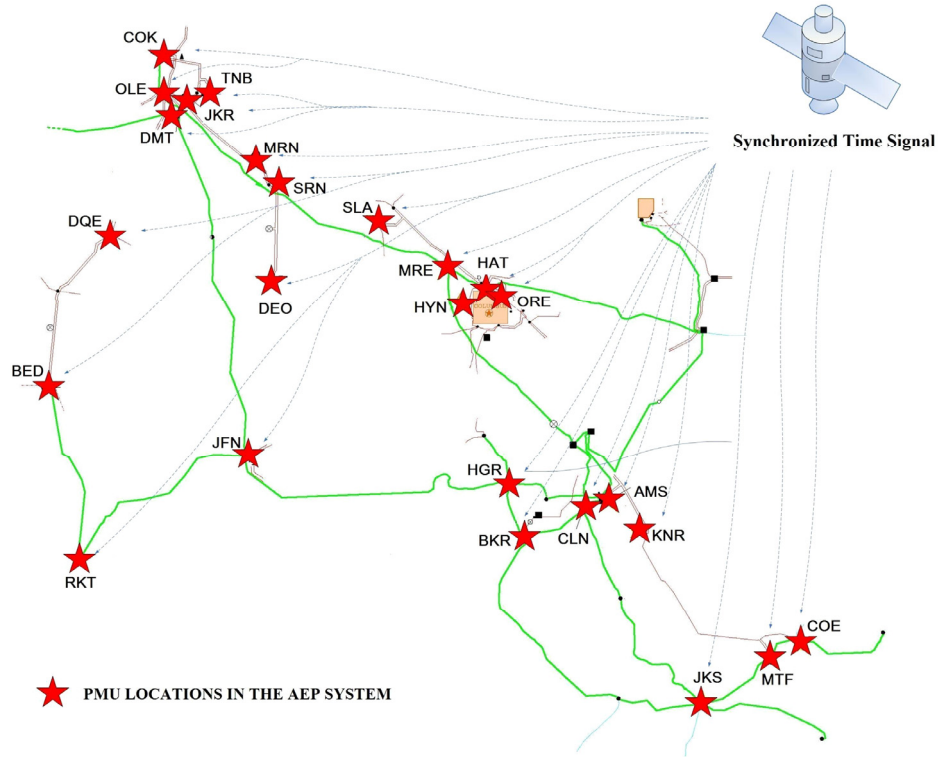 COK
OLE
TNB
JKR
DMT
Synchronized Time Signal
MRN
SRN
SLA
DQE
MRE
HAT
DEO
HYN
ORE
BED
JFN
HGR
AMS
BKR
CLN
KNR
RKT
COE
MTF
JKS
PMU LOCATIONS IN THE AEP SYSTEM